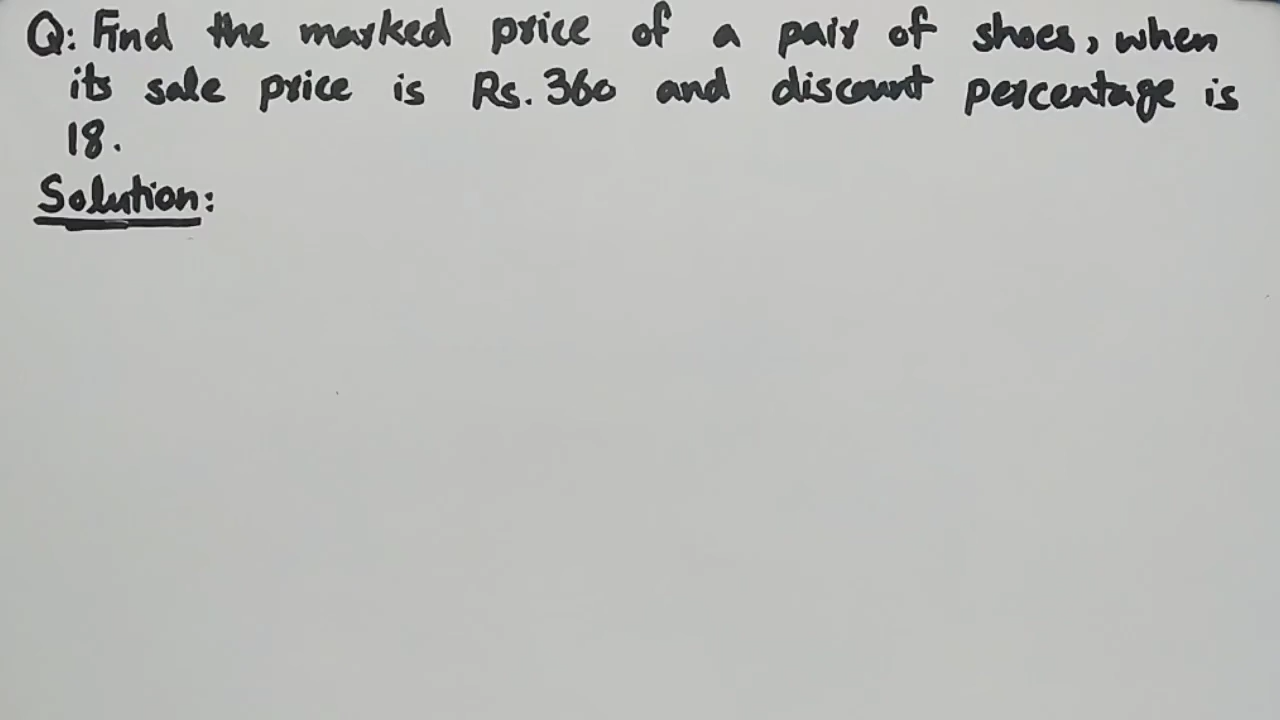 Q: Find the marked price of a pair of shoes, when
its sale price is Rs. 360 and discount percentage is
18.
Solution: